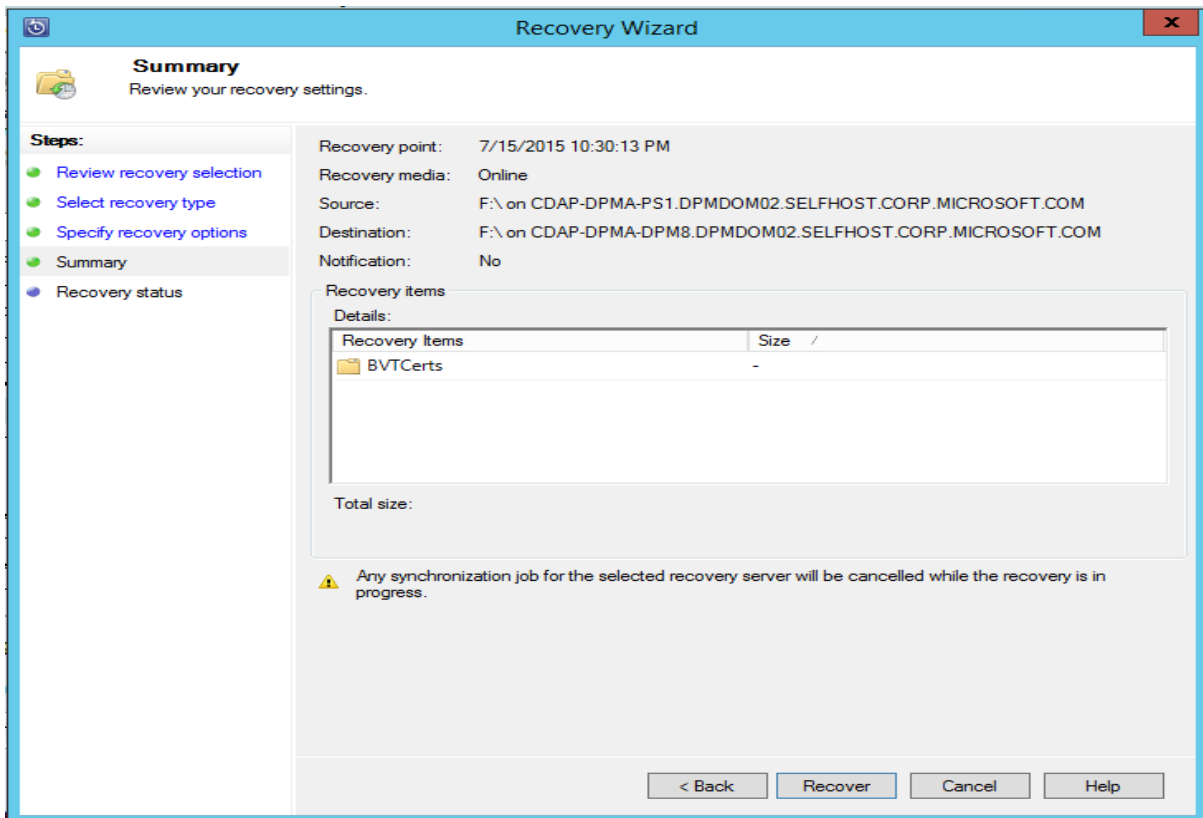 Recovery Wizard
x
Summary
Review your recovery settings.
Steps:
Review recovery selection
Select recovery type
Specify recovery options
Summary
Recovery status
Recovery point: 7/15/2015 10:30:13 PM
Recovery media: Online
Source: F:\ on CDAP-DPMA-PS1.DPMDOM02.SELFHOST.CORP.MICROSOFT.COM
Destination: F:\ on CDAP-DPMA-DPM8.DPMDOM02.SELFHOST.CORP.MICROSOFT.COM
Notification: No
Recovery items
Details:
Recovery Items Size
BVTCerts -
Total size:
Any synchronization job for the selected recovery server will be cancelled while the recovery is in
progress.
< Back Recover Cancel Help